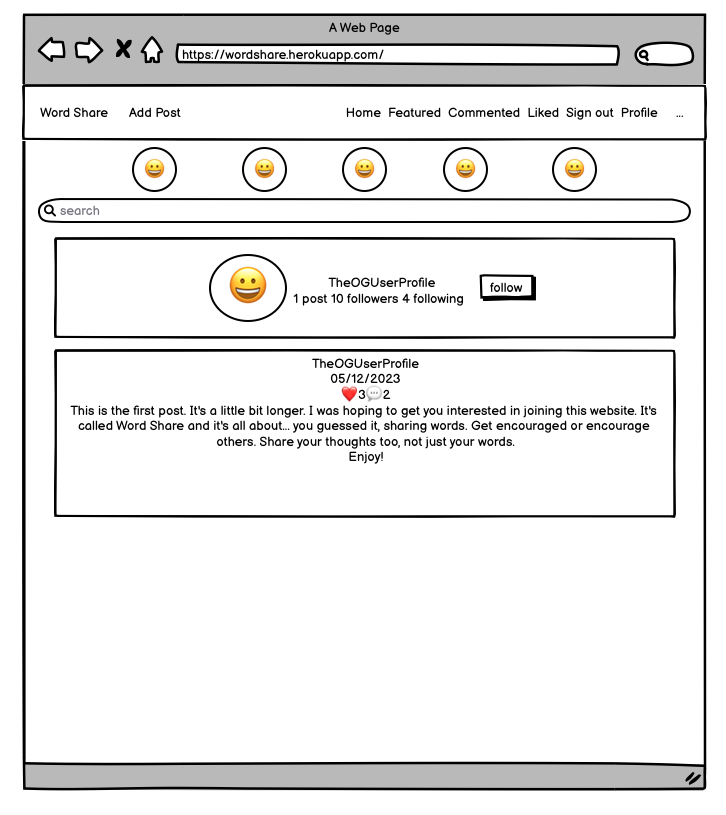 A Web Page
https://wordshare.herokuapp.com/
Word Share Add Post Home Featured Commented Liked Sign out Profile ...
search
TheOGUserProfile
1 post 10 followers 4 following
follow
TheOGUserProfile
05/12/2023
❤️3💬2
This is the first post. It's a little bit longer. I was hoping to get you interested in joining this website. It's
called Word Share and it's all about... you guessed it, sharing words. Get encouraged or encourage
others. Share your thoughts too, not just your words.
Enjoy!